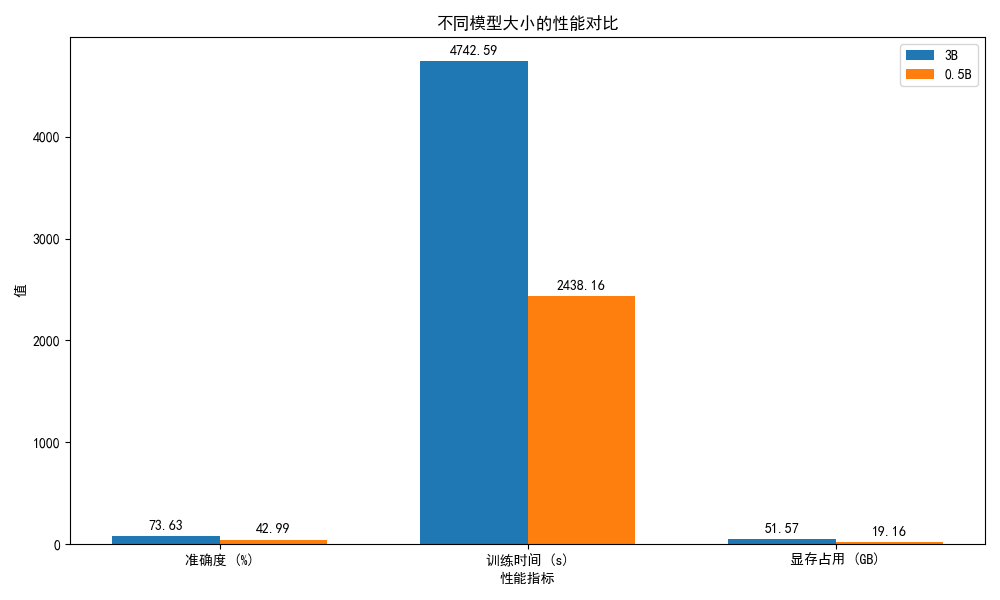 不同模型大小的性能对比
4742.59
3B
0.5B
4000
3000
2438.16
值
2000
1000
73.63
42.99
51.57
19.16
0
准确度 (%)
训练时间 (s)
显存占用 (GB)
性能指标